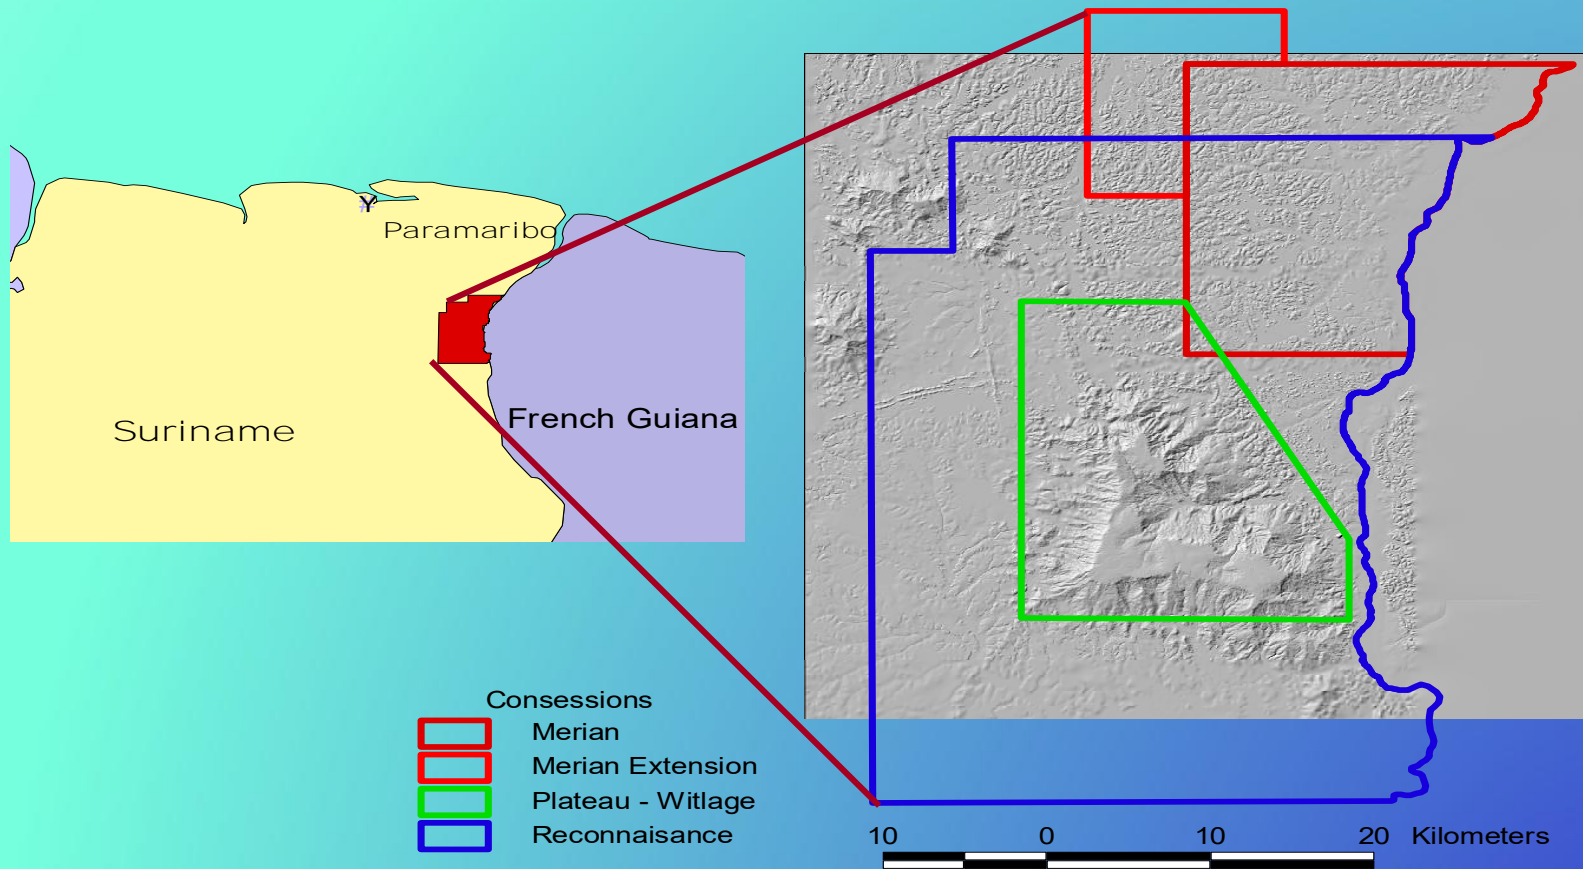 Y
#
Paramaribo
Suriname
French Guiana
Consessions
Merian
Merian Extension
Plateau - Witlage
Reconnaisance
10 0 10 20 Kilometers